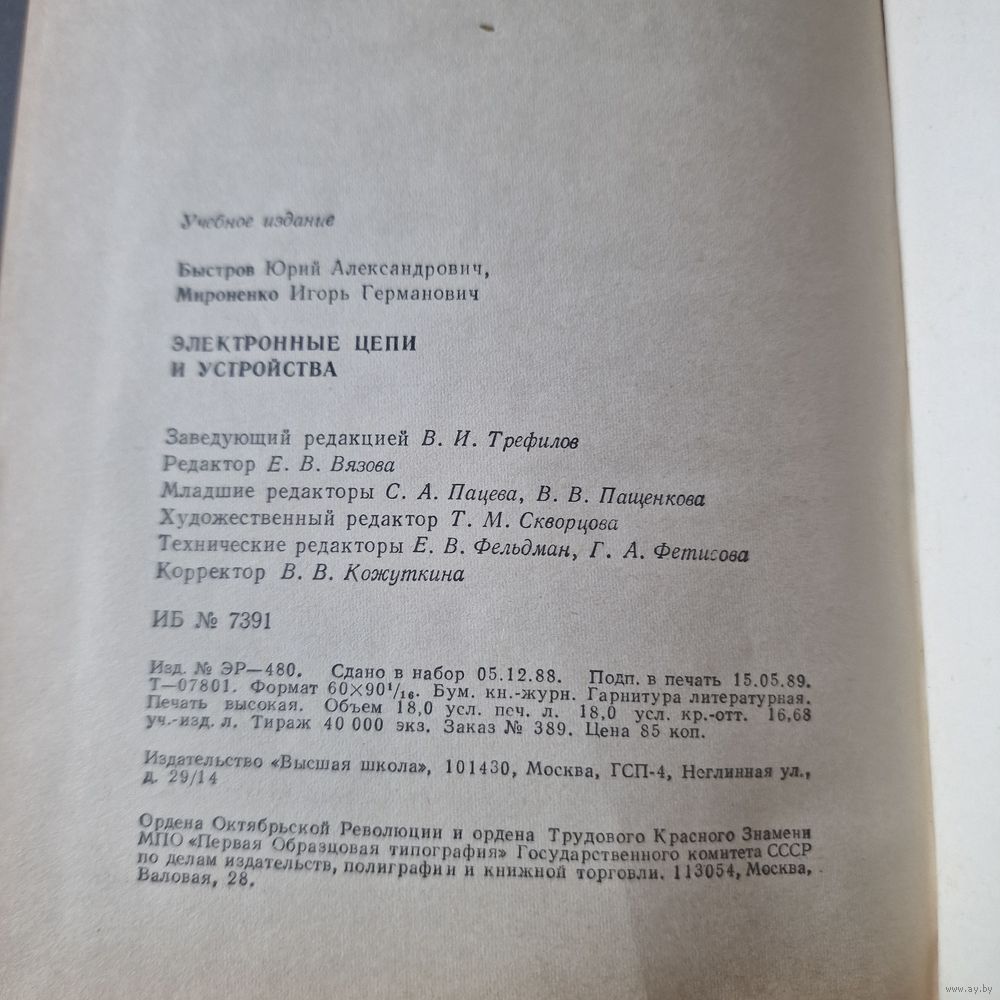 Учебное издание
Быстров Юрий Александрович,
Мироненко Игорь Германович
ЭЛЕКТРОННЫЕ ЦЕПИ
И УСТРОЙСТВА
Заведующий редакцией В. И. Трефилов
Редактор Е. В. Вязова
Младшие редакторы С. А. Пацева, В. В. Пащенкова
Художественный редактор Т. М. Скворцова
Технические редакторы Е. В. Фельдман, Г. А. Фетисова
Корректор В. В. Кожуткина
ИБ № 7391
Изд. № ЭР—480. Сдано в набор 05.12.88. Подп. в печать 15.05.89.
Т—07801. Формат 60×90¹/₁₆. Бум. кн.-журн. Гарнитура литературная.
Печать высокая. Объем 18,0 усл. печ. л. 18,0 усл. кр.-отт. 16,68
уч.-изд. л. Тираж 40 000 экз. Заказ № 389. Цена 85 коп.
Издательство «Высшая школа», 101430, Москва, ГСП-4, Неглинная ул.,
д. 29/14
Ордена Октябрьской Революции и ордена Трудового Красного Знамени
МПО «Первая Образцовая типография» Государственного комитета СССР
по делам издательств, полиграфии и книжной торговли. 113054, Москва,
Валовая, 28.
www.ay.by